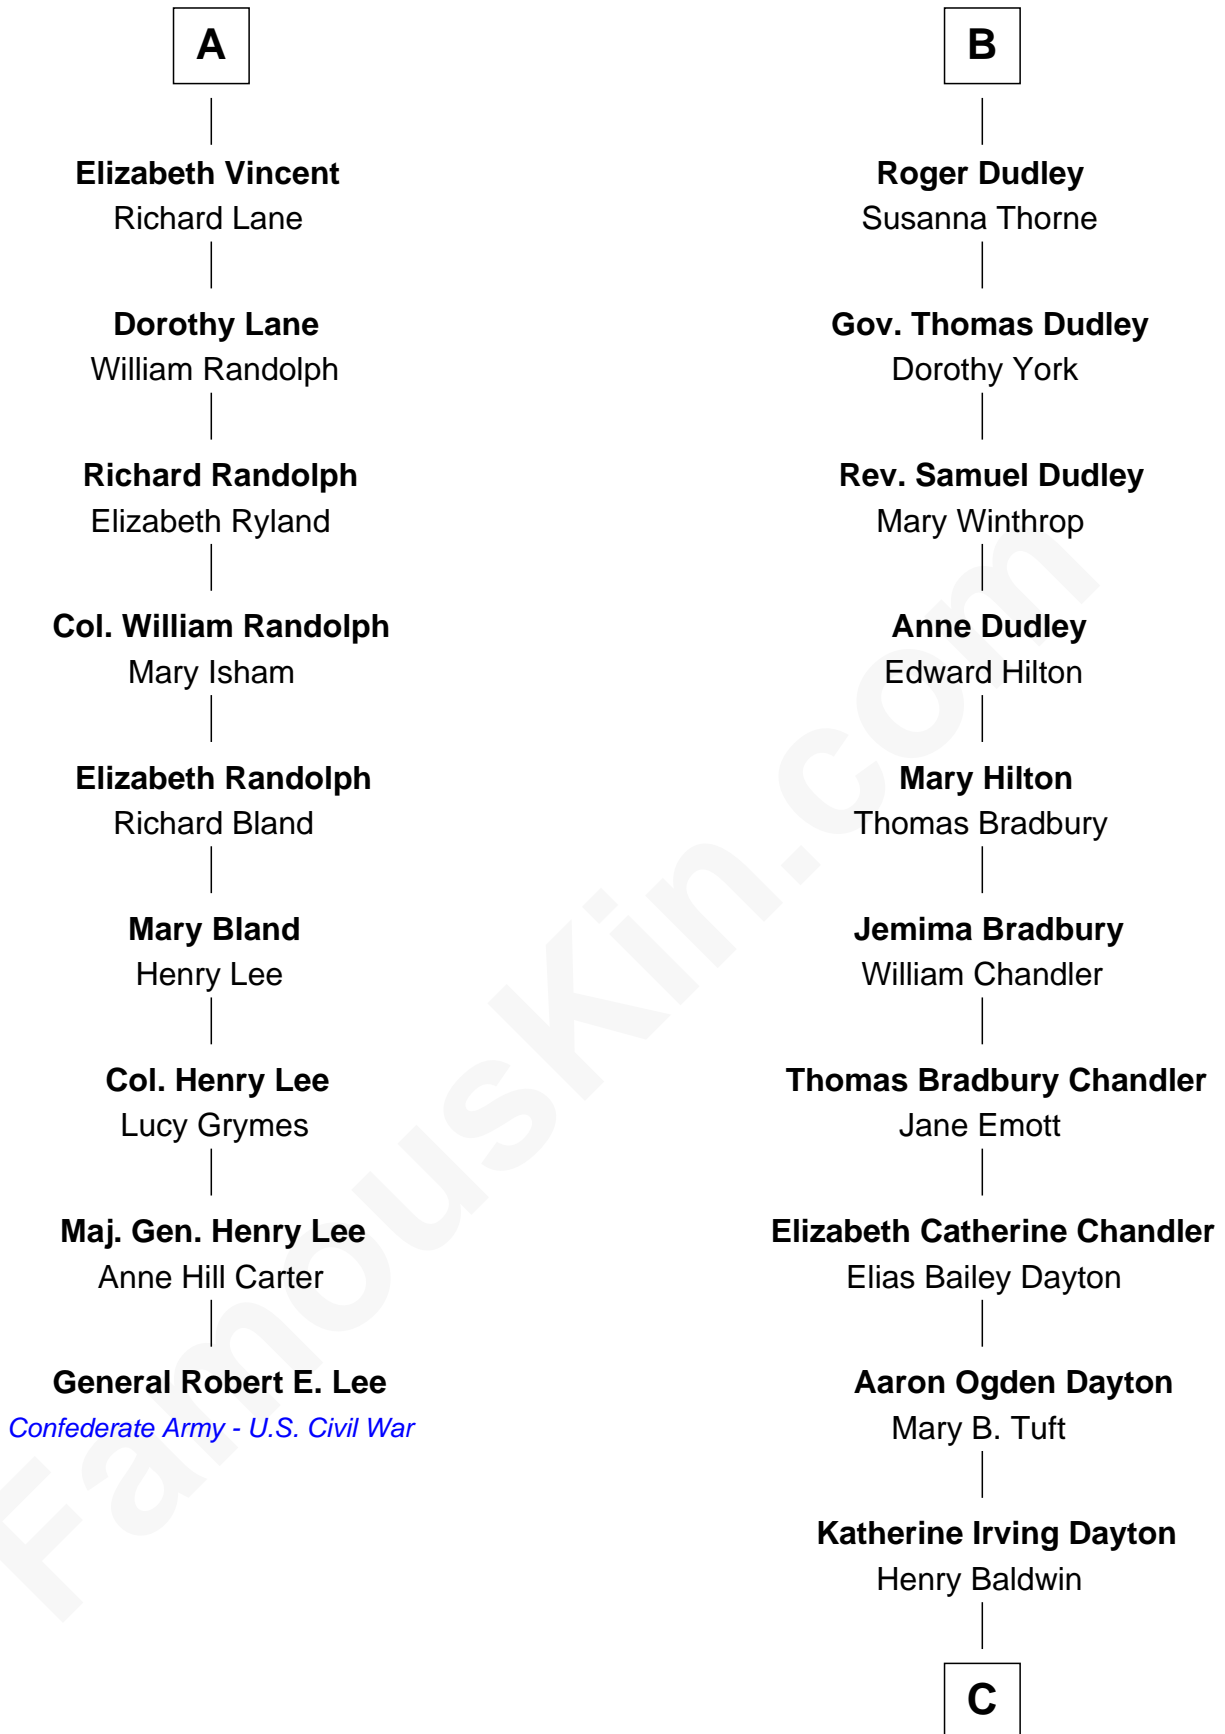 A
Elizabeth Vincent
Richard Lane
Dorothy Lane
William Randolph
Richard Randolph
Elizabeth Ryland
Col. William Randolph
Mary Isham
Elizabeth Randolph
Richard Bland
Mary Bland
Henry Lee
Col. Henry Lee
Lucy Grymes
Maj. Gen. Henry Lee
Anne Hill Carter
General Robert E. Lee
Confederate Army - U.S. Civil War
B
Roger Dudley
Susanna Thorne
Gov. Thomas Dudley
Dorothy York
Rev. Samuel Dudley
Mary Winthrop
Anne Dudley
Edward Hilton
Mary Hilton
Thomas Bradbury
Jemima Bradbury
William Chandler
Thomas Bradbury Chandler
Jane Emott
Elizabeth Catherine Chandler
Elias Bailey Dayton
Aaron Ogden Dayton
Mary B. Tuft
Katherine Irving Dayton
Henry Baldwin
C
FamousKin.com